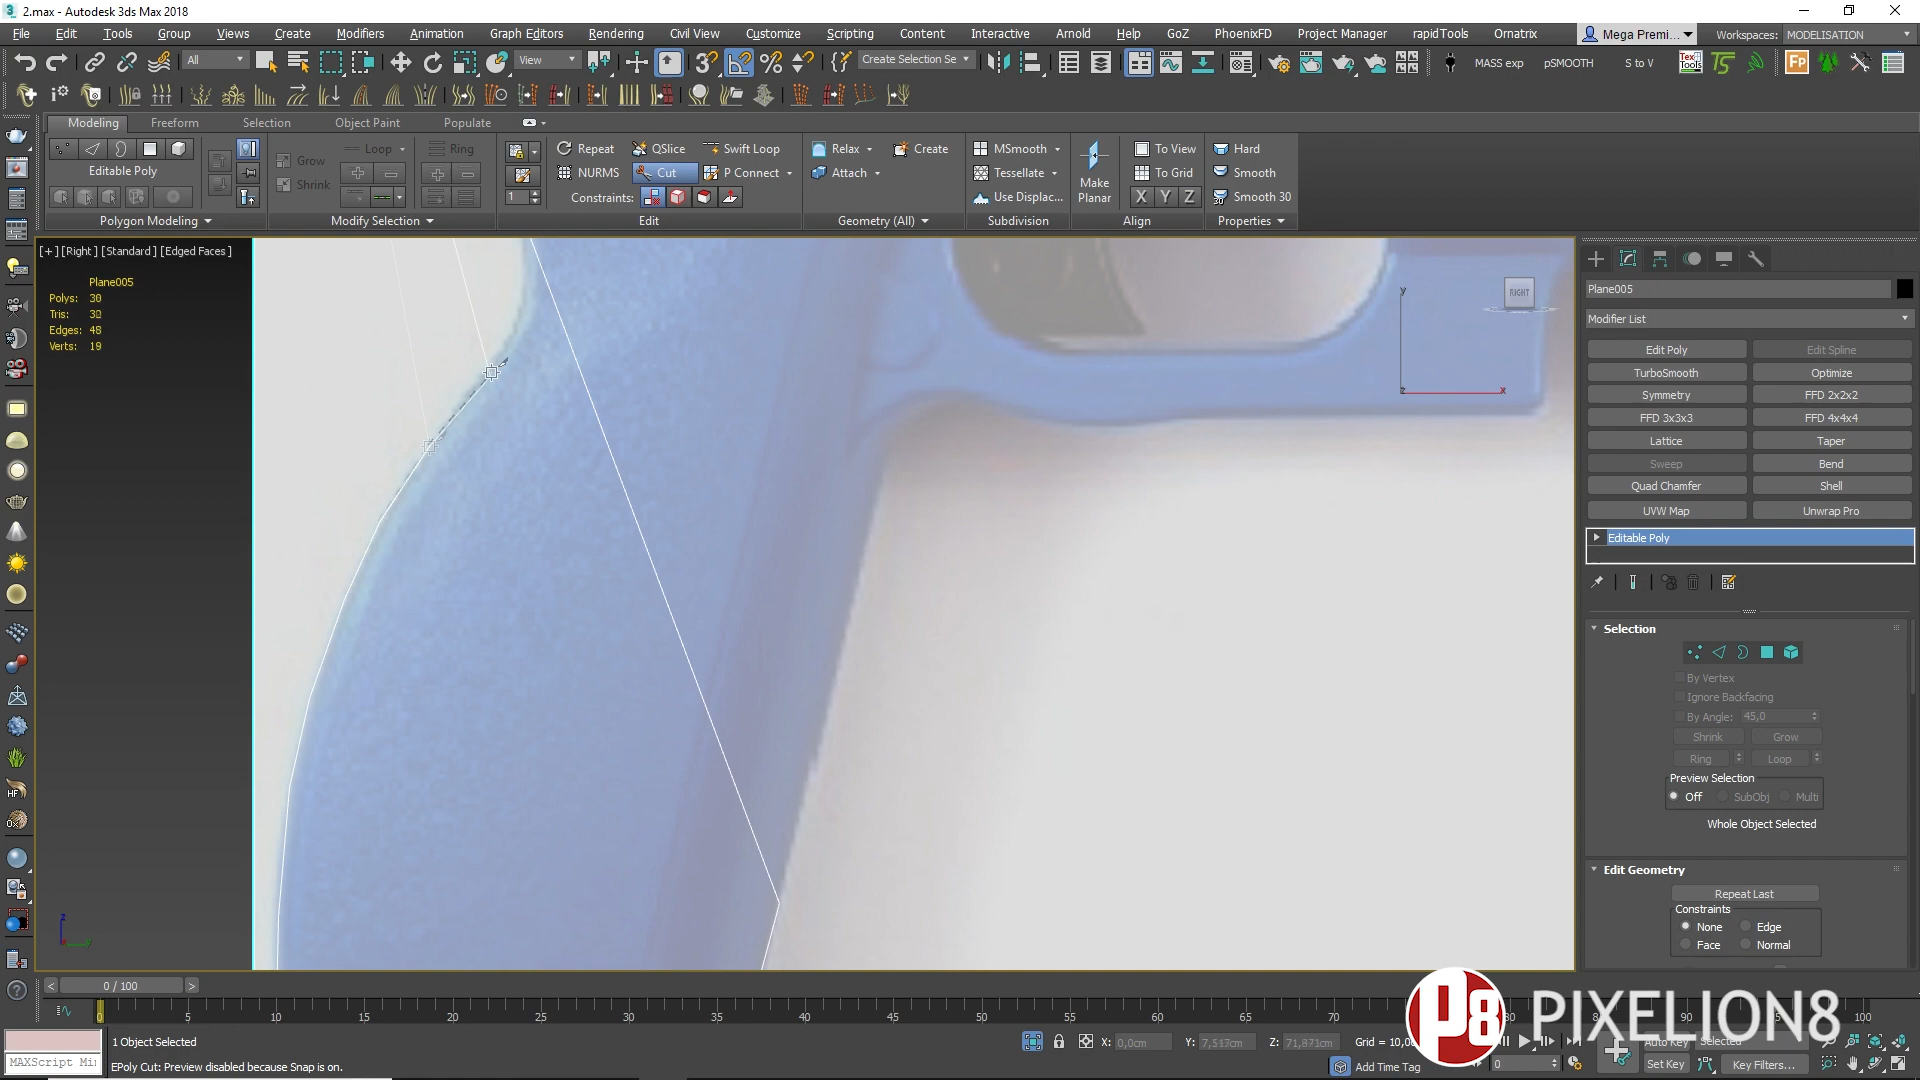 2.max - Autodesk 3ds Max 2018
File Edit Tools Group Views Create Modifiers Animation Graph Editors Rendering Civil View Customize Scripting Content Interactive Arnold Help GoZ PhoenixFD Project Manager rapidTools Ornatrix Mega Premi... Workspaces: MODELISATION
All View Create Selection Se MASS exp pSMOOTH S to V
Modeling Freeform Selection Object Paint Populate
Loop Ring Repeat QSlice Swift Loop Relax Create MSmooth To View Hard
Grow NURMS Cut P Connect Attach Tessellate To Grid Smooth
Editable Poly Shrink 1 Constraints: Use Displac... Make Planar X Y Z Smooth 30
Polygon Modeling Modify Selection Edit Geometry (All) Subdivision Align Properties
[+] [Right] [Standard] [Edged Faces]
Plane005
Polys: 30
Tris: 30
Edges: 48
Verts: 19
RIGHT
y
z x
Plane005
Modifier List
Edit Poly Edit Spline
TurboSmooth Optimize
Symmetry FFD 2x2x2
FFD 3x3x3 FFD 4x4x4
Lattice Taper
Sweep Bend
Quad Chamfer Shell
UVW Map Unwrap Pro
Editable Poly
Selection
By Vertex
Ignore Backfacing
By Angle: 45,0
Shrink Grow
Ring Loop
Preview Selection
Off SubObj Multi
Whole Object Selected
Edit Geometry
Repeat Last
Constraints
None Edge
Face Normal
< 0 / 100 >
0 5 10 15 20 25 30 35 40 45 50 55 60 65 70 80 90 100
1 Object Selected X: 0,0cm Y: 7,517cm Z: 71,871cm Grid = 10,0 Auto Key Selected
MAXScript Mi EPoly Cut: Preview disabled because Snap is on. Add Time Tag 0 Set Key Key Filters...
P8 PIXELION8